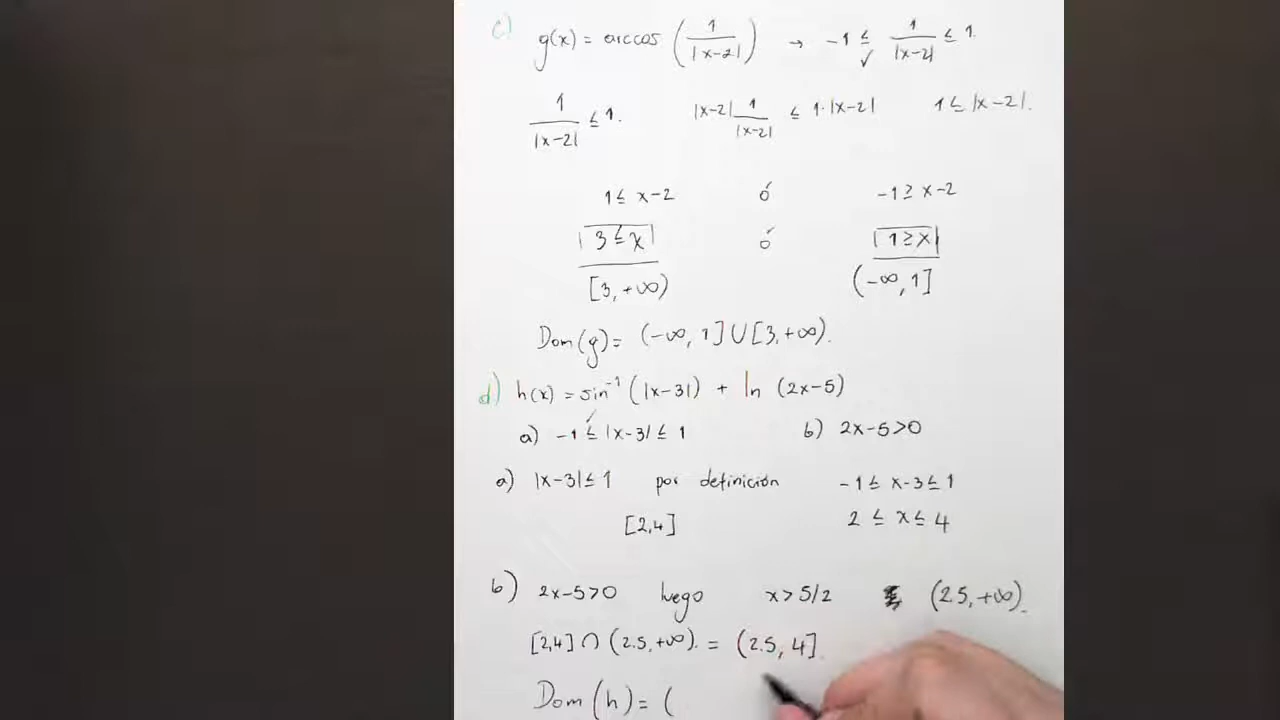 c) g(x) = arccos (1/|x-2|) → -1 ≤ 1/|x-2| ≤ 1.
✓
1/|x-2| ≤ 1. |x-2| 1/|x-2| ≤ 1·|x-2| 1 ≤ |x-2|.
1 ≤ x-2 ó -1 ≥ x-2
3 ≤ x ó 1 ≥ x
[3, +∞) (-∞, 1]
Dom(g) = (-∞, 1] ∪ [3, +∞).
d) h(x) = sin⁻¹ (|x-3|) + ln (2x-5)
a) -1 ≤ |x-3| ≤ 1 b) 2x-5>0
a) |x-3| ≤ 1 por definición -1 ≤ x-3 ≤ 1
[2,4] 2 ≤ x ≤ 4
b) 2x-5>0 luego x > 5/2 (2.5, +∞).
[2,4] ∩ (2.5, +∞). = (2.5, 4].
Dom (h) = (